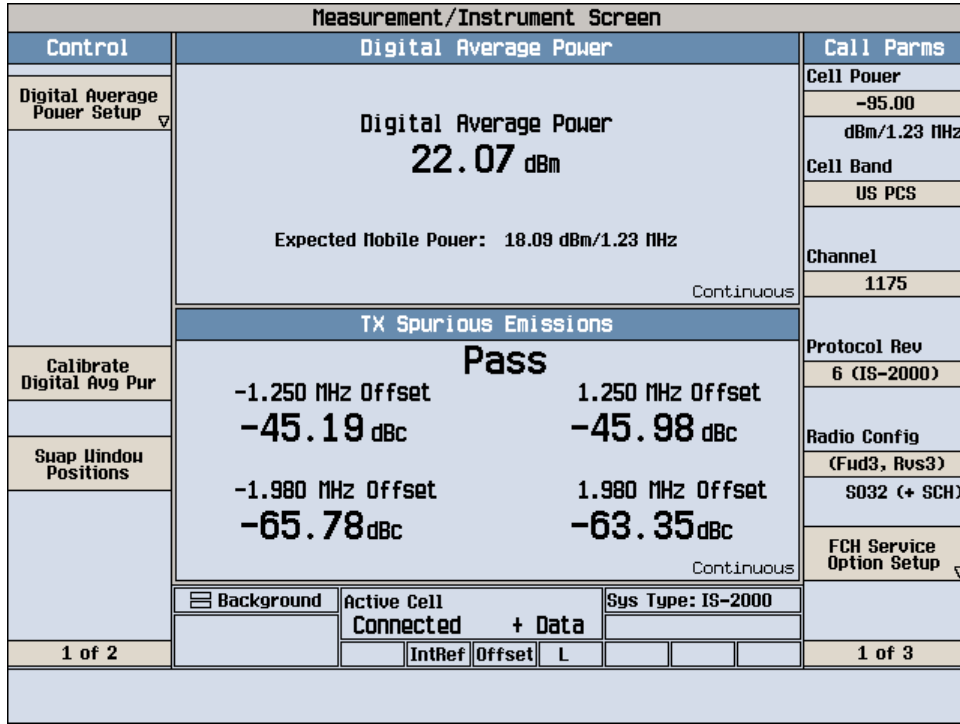 Measurement/Instrument Screen
Control
Digital Average
Power Setup
Calibrate
Digital Avg Pwr
Swap Window
Positions
1 of 2
Digital Average Power
Digital Average Power
22.07 dBm
Expected Mobile Power: 18.09 dBm/1.23 MHz
Continuous
TX Spurious Emissions
Pass
-1.250 MHz Offset
1.250 MHz Offset
-45.19 dBc
-45.98 dBc
-1.980 MHz Offset
1.980 MHz Offset
-65.78 dBc
-63.35 dBc
Continuous
Background
Active Cell
Sys Type: IS-2000
Connected + Data
IntRef Offset L
Call Parms
Cell Power
-95.00
dBm/1.23 MHz
Cell Band
US PCS
Channel
1175
Protocol Rev
6 (IS-2000)
Radio Config
(Fwd3, Rvs3)
SO32 (+ SCH)
FCH Service
Option Setup
1 of 3